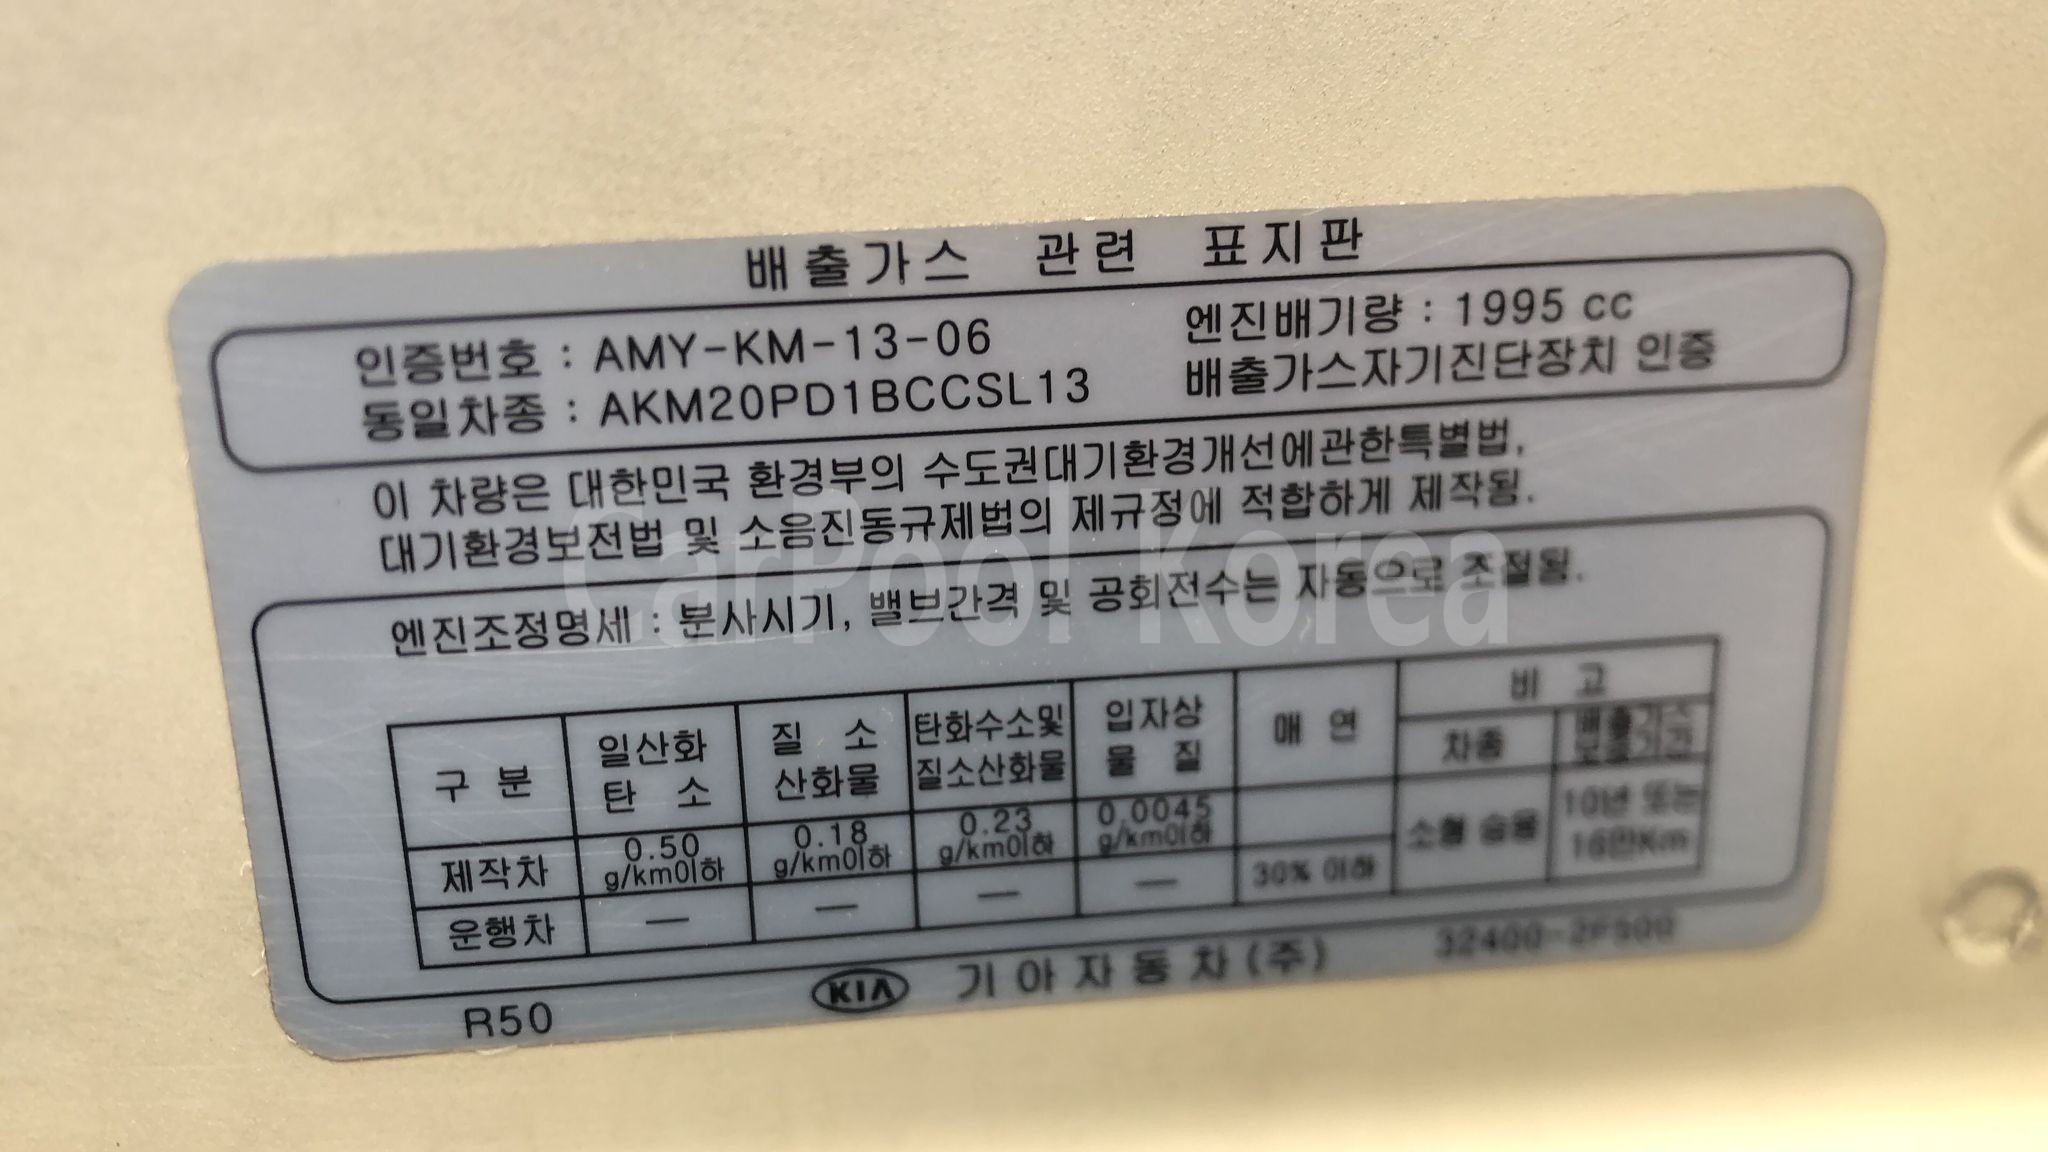 배출가스 관련 표지판
인증번호 : AMY-KM-13-06
동일차종 : AKM20PD1BCCSL13
엔진배기량 : 1995 cc
배출가스자기진단장치 인증
이 차량은 대한민국 환경부의 수도권대기환경개선에관한특별법,
대기환경보전법 및 소음진동규제법의 제규정에 적합하게 제작됨.
CarPool Korea
엔진조정명세 : 분사시기, 밸브간격 및 공회전수는 자동으로 조절됨.
구 분 일산화 탄 소 질 소 산화물 탄화수소및 질소산화물 입자상 물 질 매 연 비 고
차종 배출가스 보증기간
제작차 0.50 g/km이하 0.18 g/km이하 0.23 g/km이하 0.0045 g/km이하 소형 승용 10년 또는 16만Km
운행차 — — — — 30% 이하
R50 KIA 기아자동차(주)